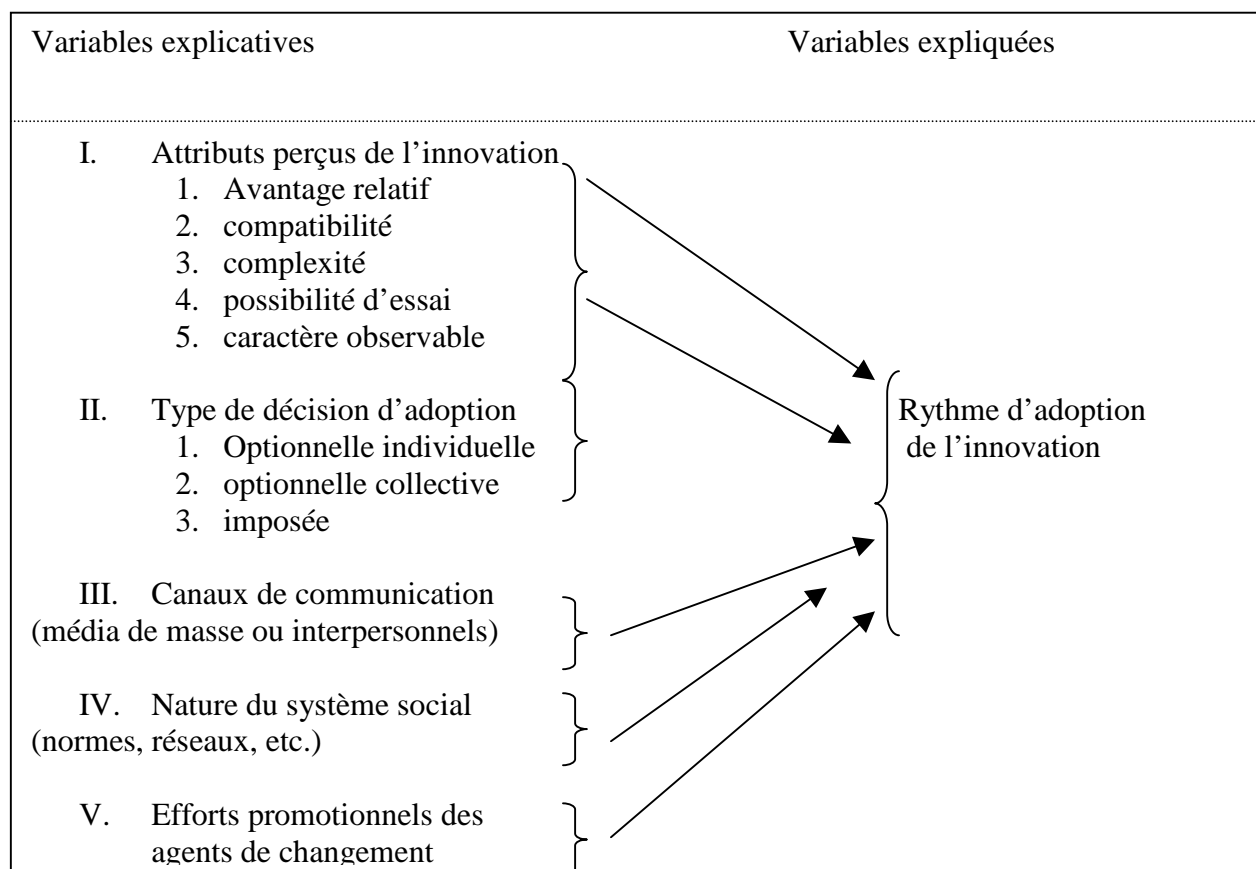 Variables explicatives
Variables expliquées
I. Attributs perçus de l’innovation
1. Avantage relatif
2. compatibilité
3. complexité
4. possibilité d’essai
5. caractère observable
II. Type de décision d’adoption
1. Optionnelle individuelle
2. optionnelle collective
3. imposée
III. Canaux de communication
(média de masse ou interpersonnels)
IV. Nature du système social
(normes, réseaux, etc.)
V. Efforts promotionnels des
agents de changement
Rythme d’adoption
de l’innovation